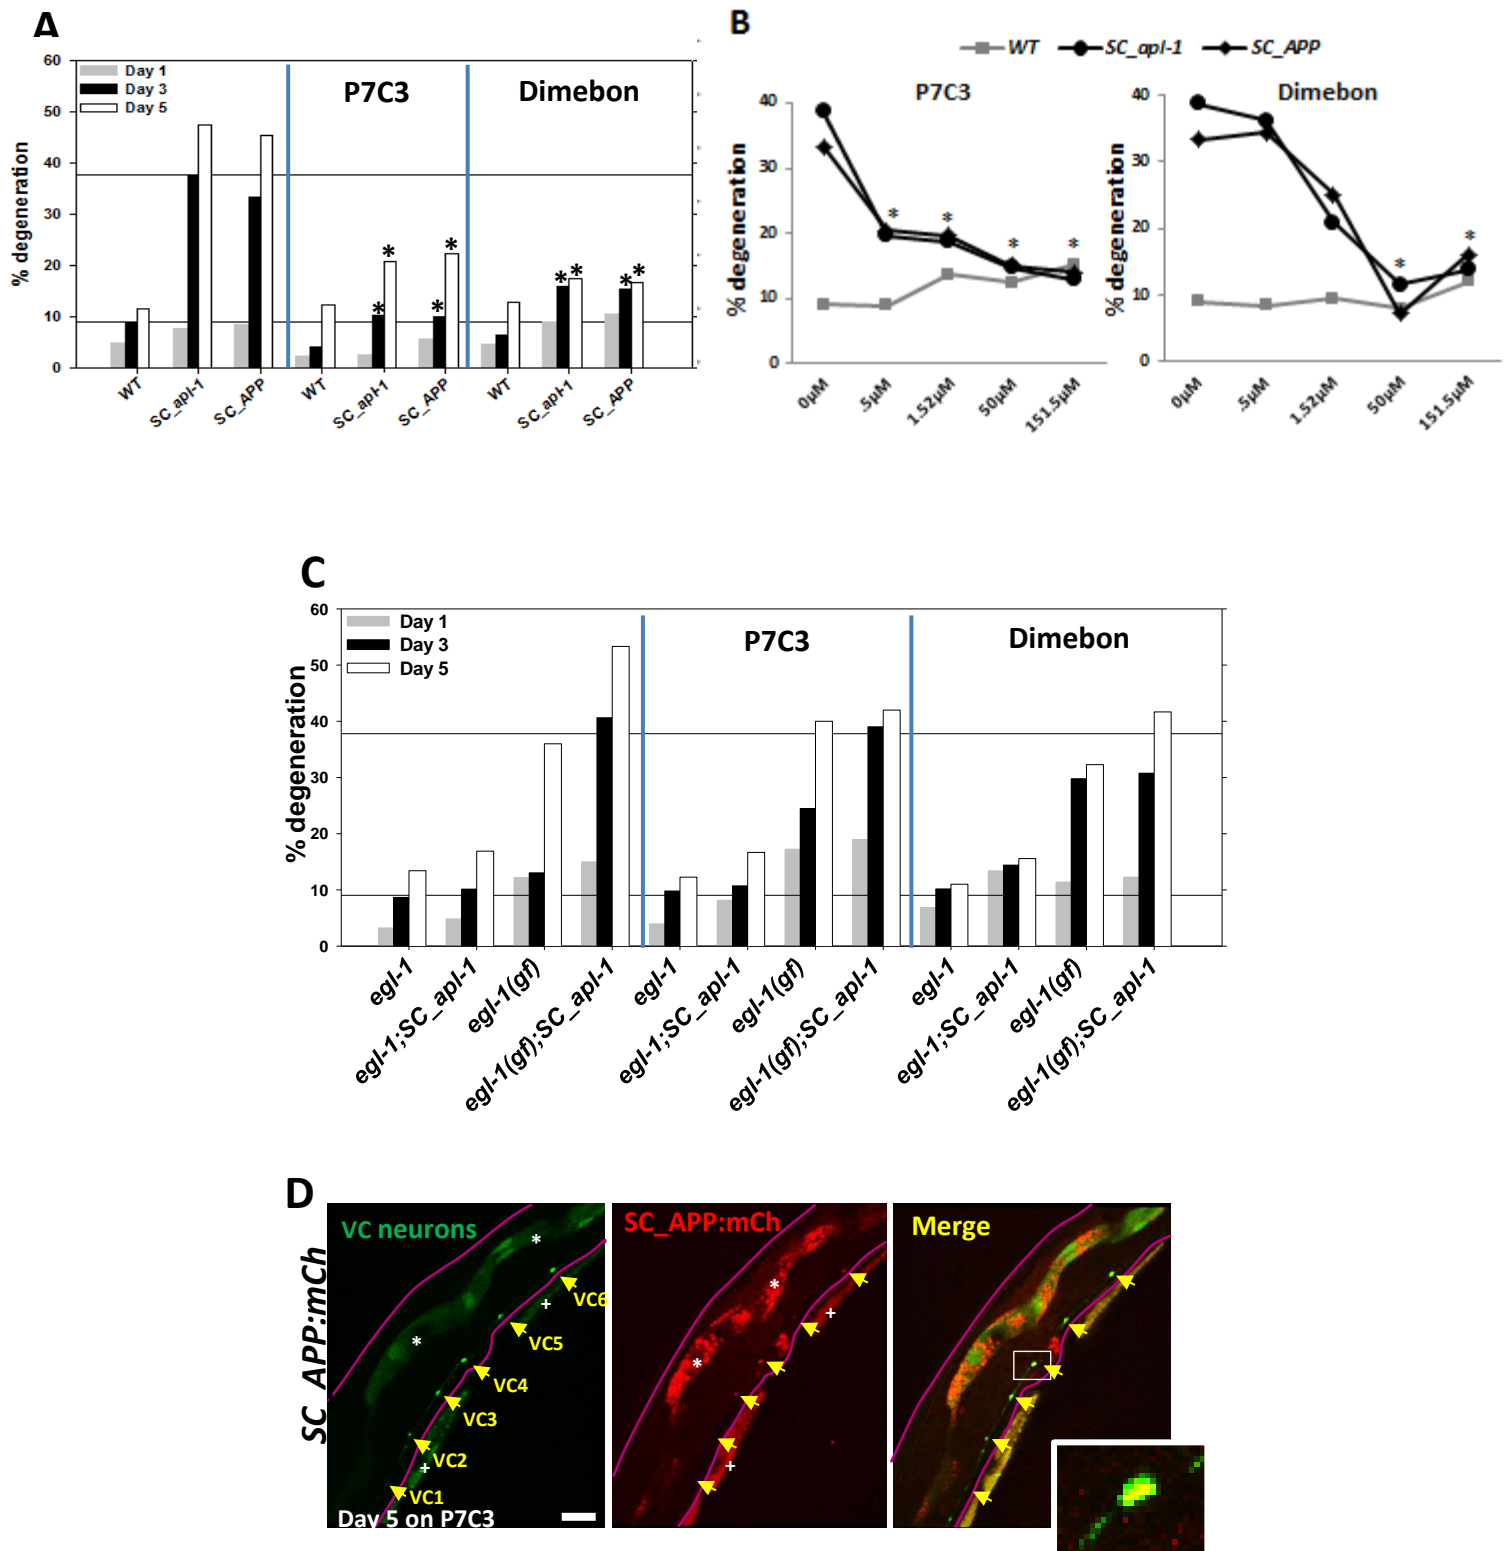 A
60
50
40
30
20
10
0
% degeneration
Day 1
Day 3
Day 5
P7C3
Dimebon
* * * * * * * *
WT
SC_apl-1
SC_APP
WT
SC_apl-1
SC_APP
WT
SC_apl-1
SC_APP
B
WT SC_apl-1 SC_APP
P7C3
40
30
20
10
0
% degeneration
* * * *
0µM
.5µM
1.52µM
50µM
151.5µM
Dimebon
40
30
20
10
0
% degeneration
* *
0µM
.5µM
1.52µM
50µM
151.5µM
C
60
50
40
30
20
10
0
% degeneration
Day 1
Day 3
Day 5
P7C3
Dimebon
egl-1
egl-1;SC_apl-1
egl-1(gf)
egl-1(gf);SC_apl-1
egl-1
egl-1;SC_apl-1
egl-1(gf)
egl-1(gf);SC_apl-1
egl-1
egl-1;SC_apl-1
egl-1(gf)
egl-1(gf);SC_apl-1
D
SC_APP:mCh
VC neurons
*
*
+
+
VC6
VC5
VC4
VC3
VC2
VC1
Day 5 on P7C3
SC_APP:mCh
*
*
+
+
Merge